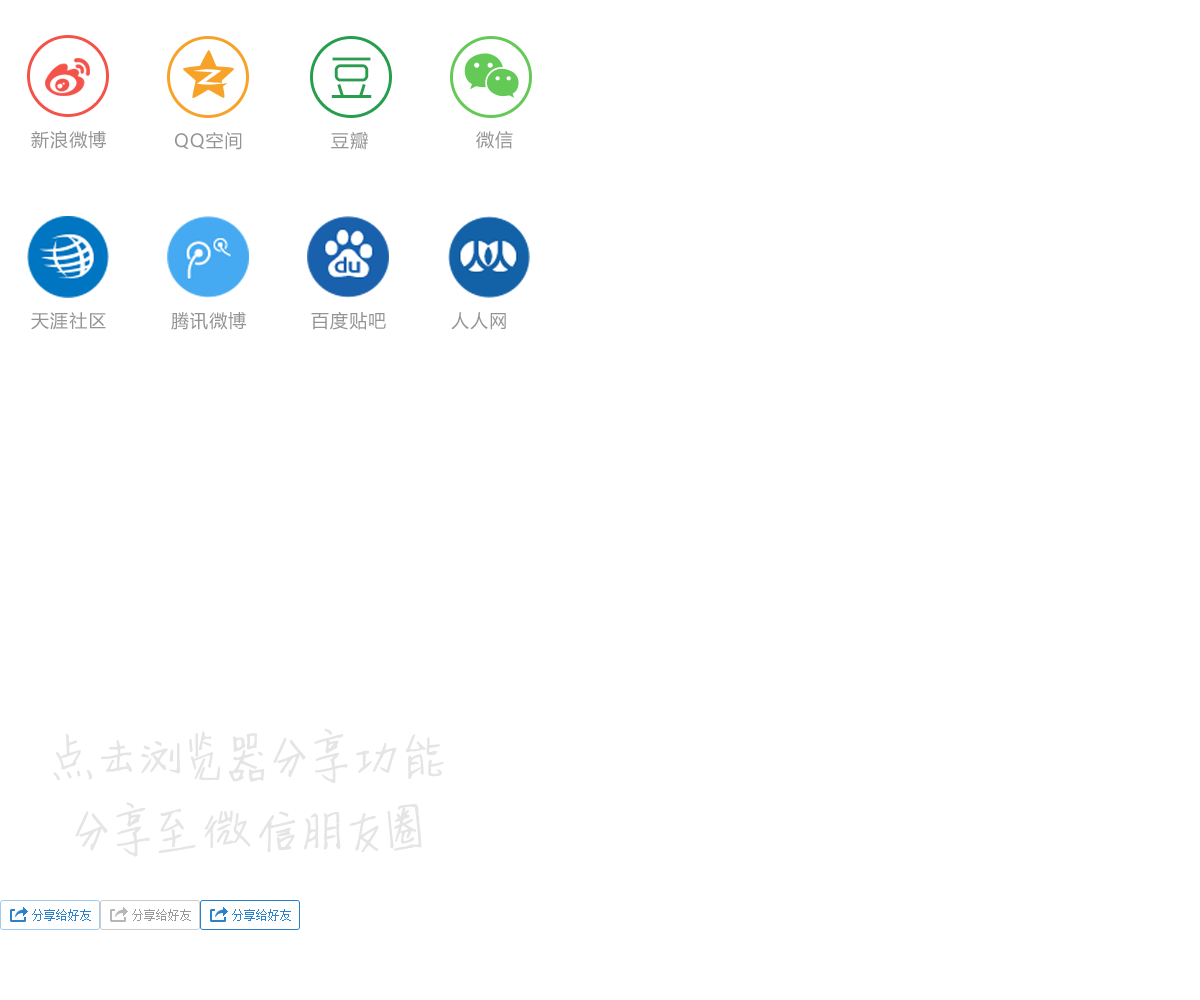 新浪微博 QQ空间 豆瓣 微信
du
天涯社区 腾讯微博 百度贴吧 人人网
点击浏览器分享功能
分享至微信朋友圈
分享给好友 分享给好友 分享给好友